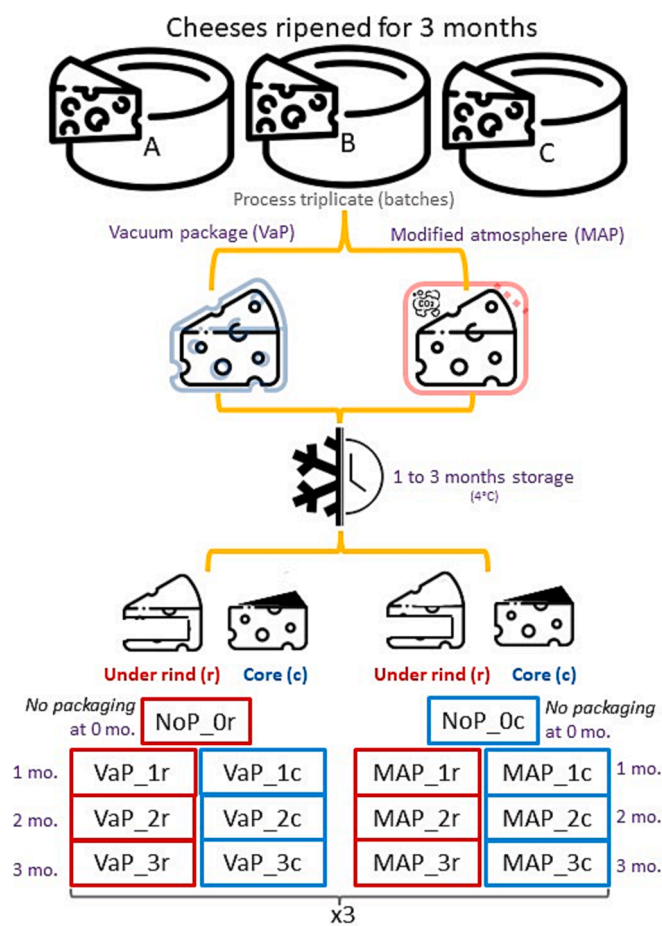 Cheeses ripened for 3 months
A
B
C
Process triplicate (batches)
Vacuum package (VaP)
Modified atmosphere (MAP)
CO2
1 to 3 months storage
(4°C)
Under rind (r)
Core (c)
Under rind (r)
Core (c)
No packaging
at 0 mo.
NoP_0r
NoP_0c
No packaging
at 0 mo.
1 mo.
VaP_1r
VaP_1c
MAP_1r
MAP_1c
1 mo.
2 mo.
VaP_2r
VaP_2c
MAP_2r
MAP_2c
2 mo.
3 mo.
VaP_3r
VaP_3c
MAP_3r
MAP_3c
3 mo.
x3